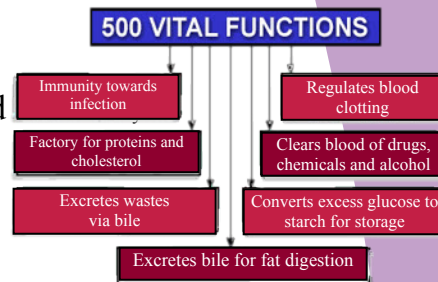 500 VITAL FUNCTIONS
Immunity towards
infection
Regulates blood
clotting
d
Factory for proteins and
cholesterol
Clears blood of drugs,
chemicals and alcohol
Excretes wastes
via bile
Converts excess glucose to
starch for storage
Excretes bile for fat digestion